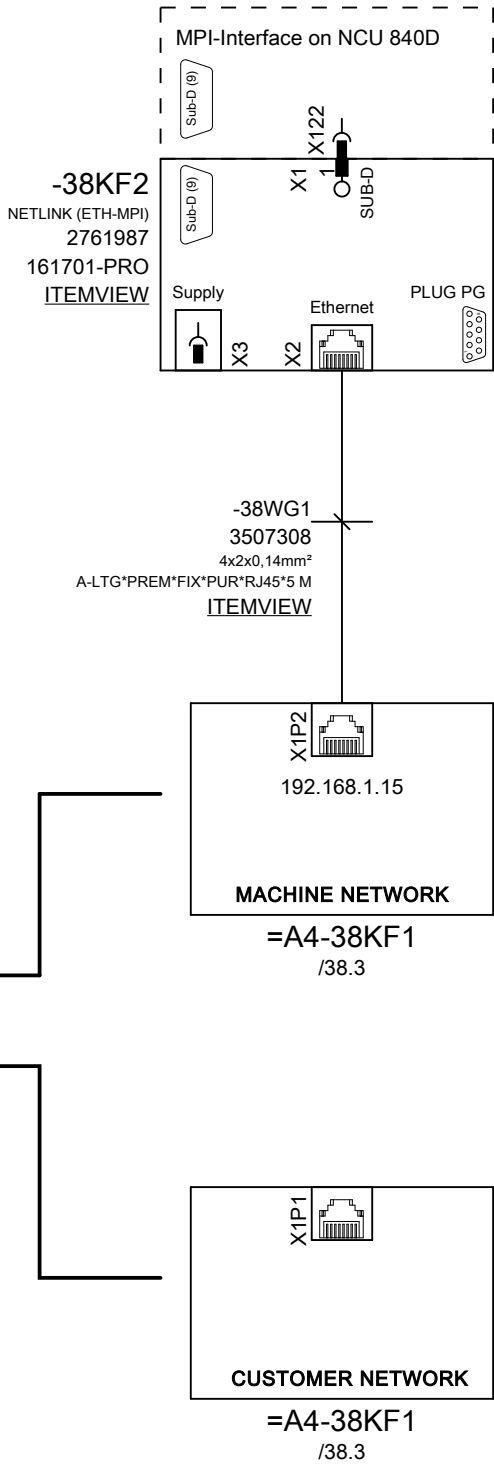 MPI-Interface on NCU 840D
Sub-D (9)
X122
-38KF2
NETLINK (ETH-MPI)
2761987
161701-PRO
ITEMVIEW
Sub-D (9)
X1
1
SUB-D
Supply
X3
Ethernet
X2
PLUG PG
-38WG1
3507308
4x2x0,14mm²
A-LTG*PREM*FIX*PUR*RJ45*5 M
ITEMVIEW
X1P2
192.168.1.15
MACHINE NETWORK
=A4-38KF1
/38.3
X1P1
CUSTOMER NETWORK
=A4-38KF1
/38.3